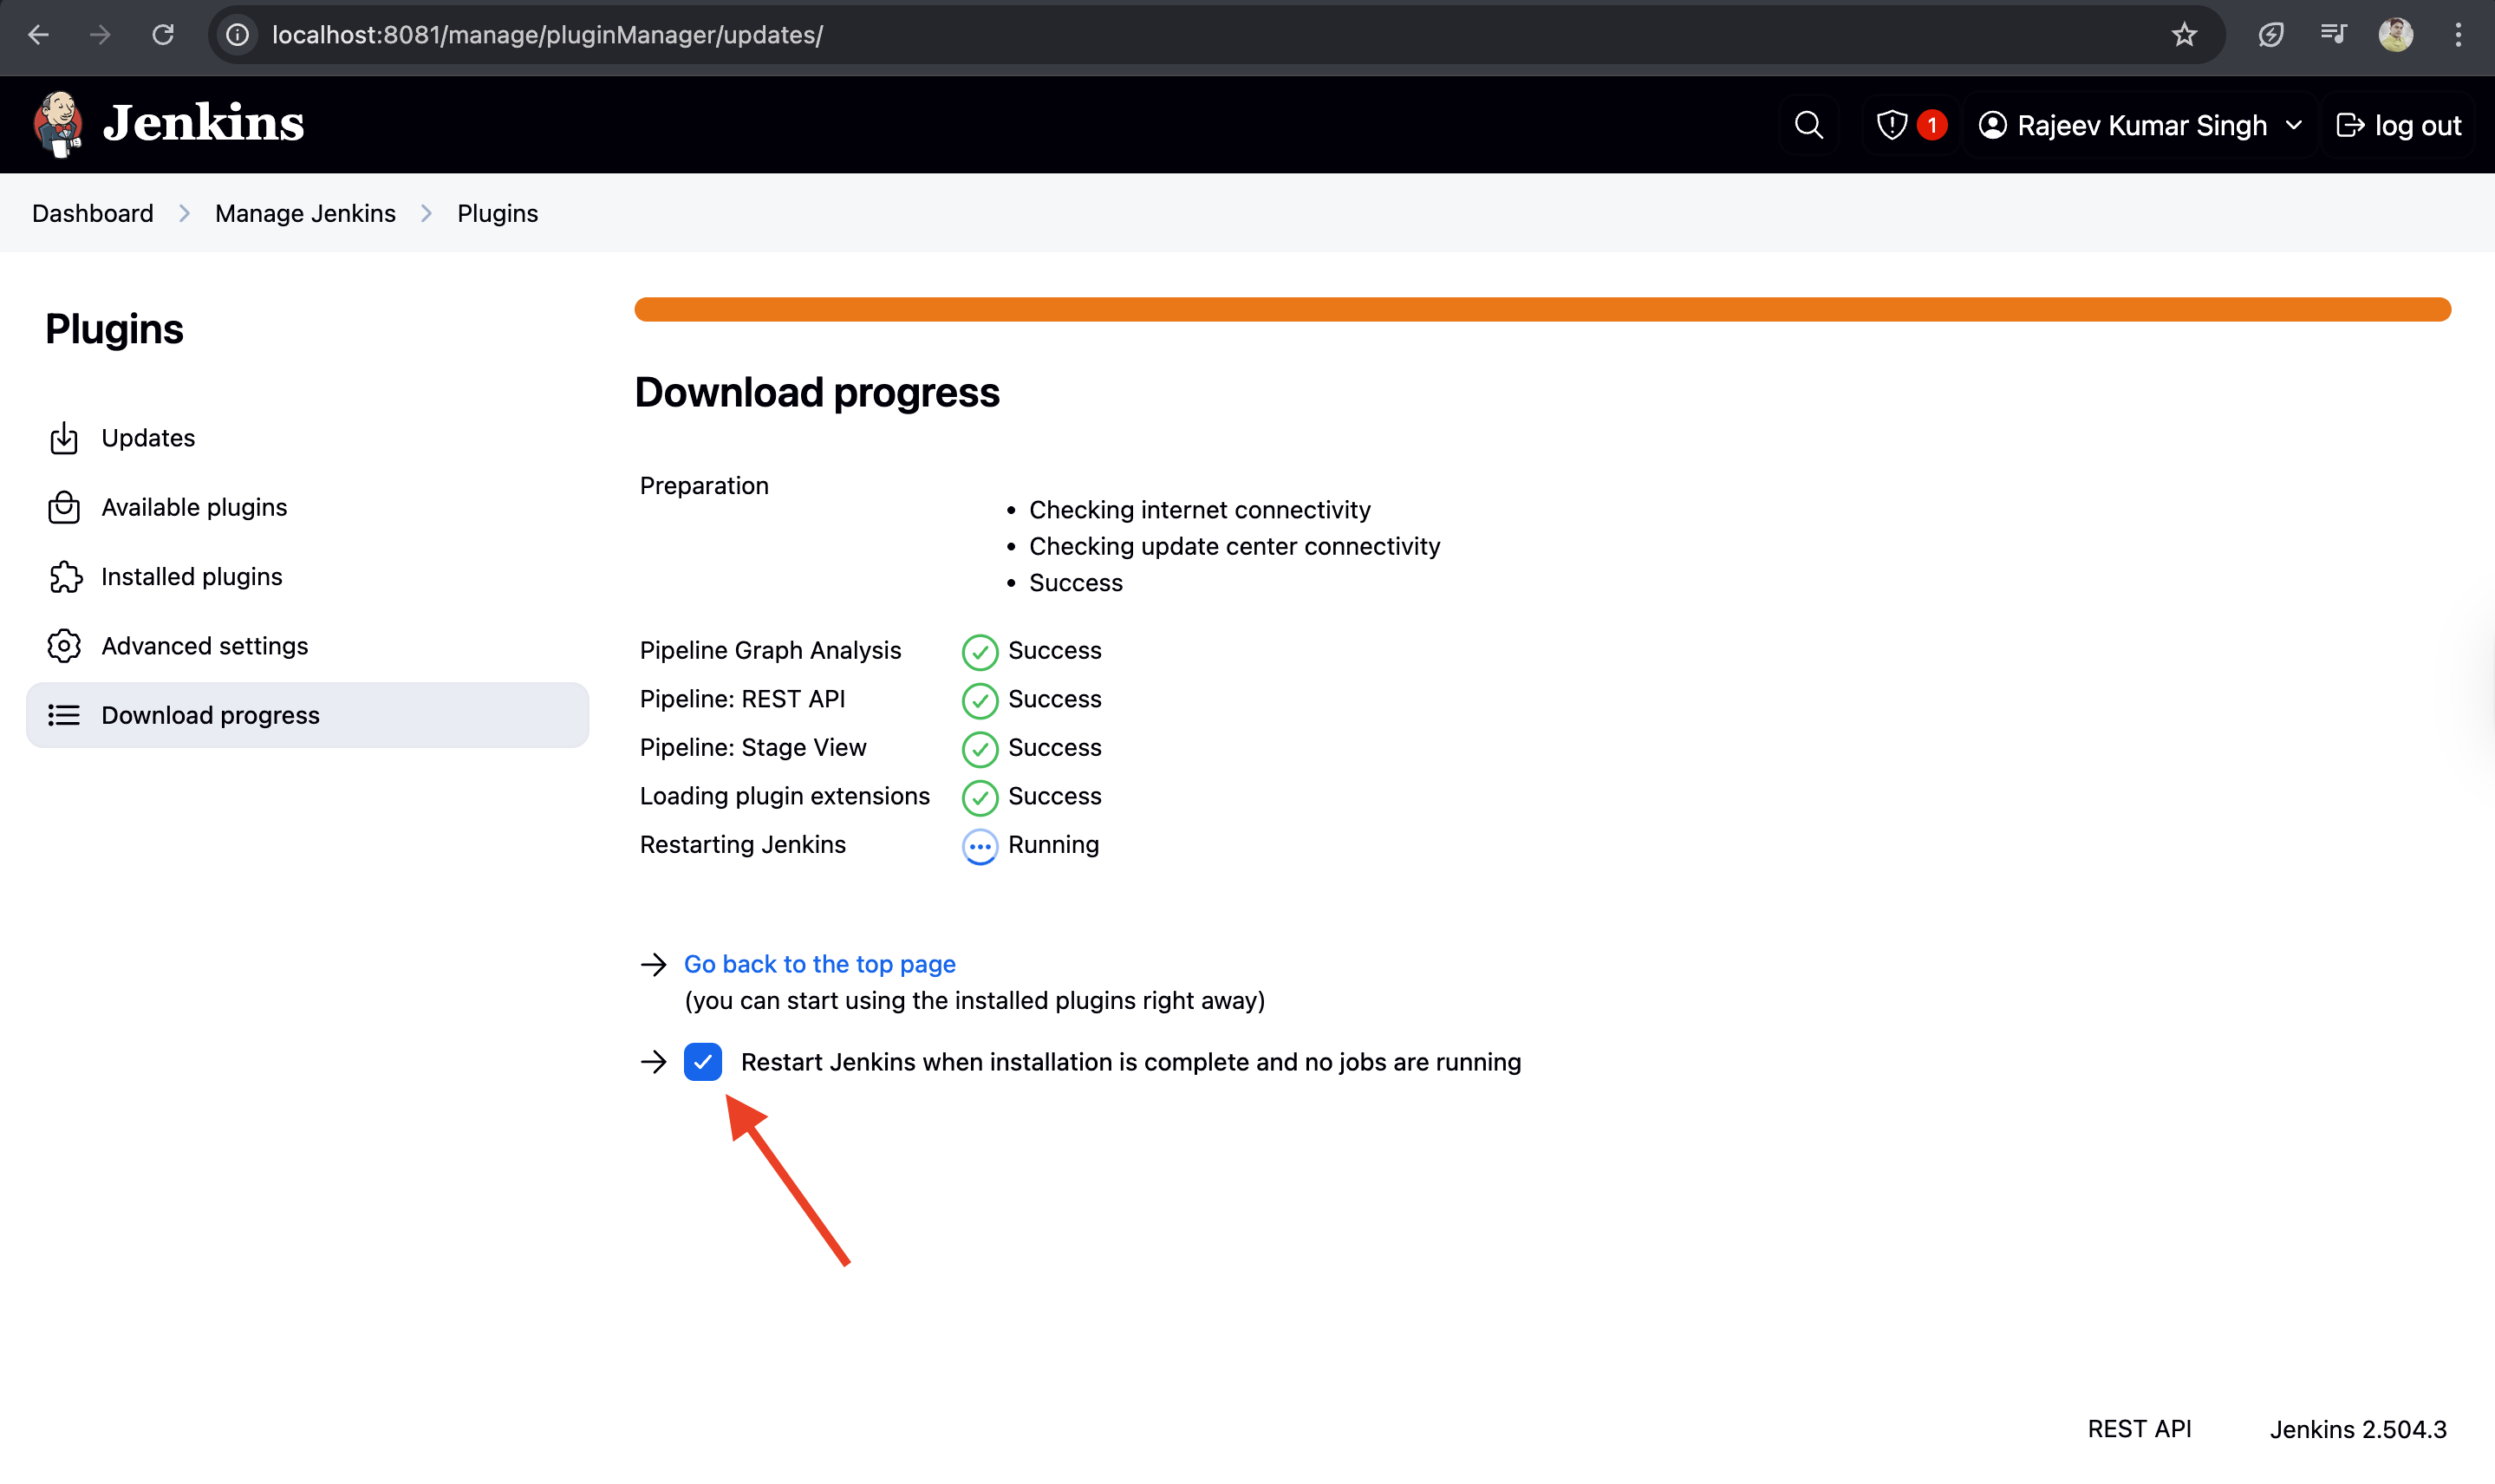 localhost:8081/manage/pluginManager/updates/
Jenkins
1
Rajeev Kumar Singh
log out
Dashboard
Manage Jenkins
Plugins
Plugins
Updates
Available plugins
Installed plugins
Advanced settings
Download progress
Download progress
Preparation
Checking internet connectivity
Checking update center connectivity
Success
Pipeline Graph Analysis Success
Pipeline: REST API Success
Pipeline: Stage View Success
Loading plugin extensions Success
Restarting Jenkins Running
Go back to the top page
(you can start using the installed plugins right away)
Restart Jenkins when installation is complete and no jobs are running
REST API
Jenkins 2.504.3